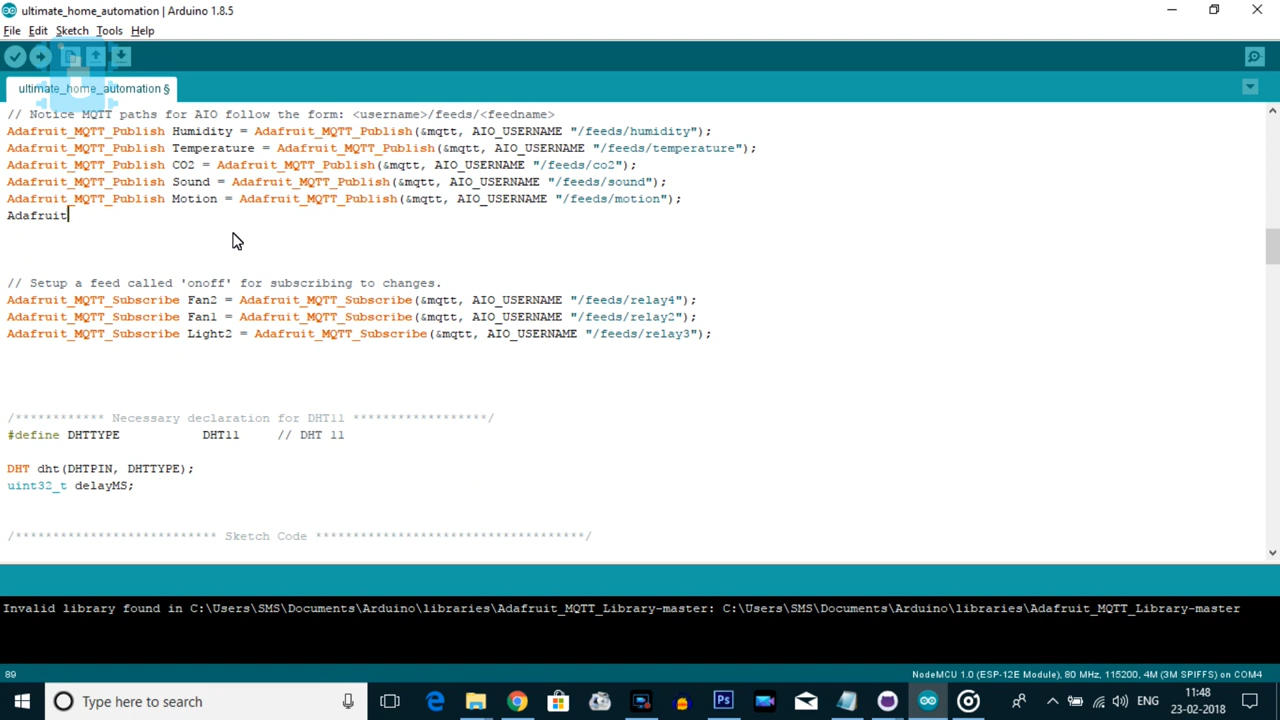 ultimate_home_automation | Arduino 1.8.5
File Edit Sketch Tools Help
ultimate_home_automation §
// Notice MQTT paths for AIO follow the form: <username>/feeds/<feedname>
Adafruit_MQTT_Publish Humidity = Adafruit_MQTT_Publish(&mqtt, AIO_USERNAME "/feeds/humidity");
Adafruit_MQTT_Publish Temperature = Adafruit_MQTT_Publish(&mqtt, AIO_USERNAME "/feeds/temperature");
Adafruit_MQTT_Publish CO2 = Adafruit_MQTT_Publish(&mqtt, AIO_USERNAME "/feeds/co2");
Adafruit_MQTT_Publish Sound = Adafruit_MQTT_Publish(&mqtt, AIO_USERNAME "/feeds/sound");
Adafruit_MQTT_Publish Motion = Adafruit_MQTT_Publish(&mqtt, AIO_USERNAME "/feeds/motion");
Adafruit
// Setup a feed called 'onoff' for subscribing to changes.
Adafruit_MQTT_Subscribe Fan2 = Adafruit_MQTT_Subscribe(&mqtt, AIO_USERNAME "/feeds/relay4");
Adafruit_MQTT_Subscribe Fan1 = Adafruit_MQTT_Subscribe(&mqtt, AIO_USERNAME "/feeds/relay2");
Adafruit_MQTT_Subscribe Light2 = Adafruit_MQTT_Subscribe(&mqtt, AIO_USERNAME "/feeds/relay3");
/************ Necessary declaration for DHT11 ******************/
#define DHTTYPE DHT11 // DHT 11
DHT dht(DHTPIN, DHTTYPE);
uint32_t delayMS;
/*************************** Sketch Code ************************************/
Invalid library found in C:\Users\SMS\Documents\Arduino\libraries\Adafruit_MQTT_Library-master: C:\Users\SMS\Documents\Arduino\libraries\Adafruit_MQTT_Library-master
89 NodeMCU 1.0 (ESP-12E Module), 80 MHz, 115200, 4M (3M SPIFFS) on COM4
Type here to search
Ps
ENG
11:48
23-02-2018